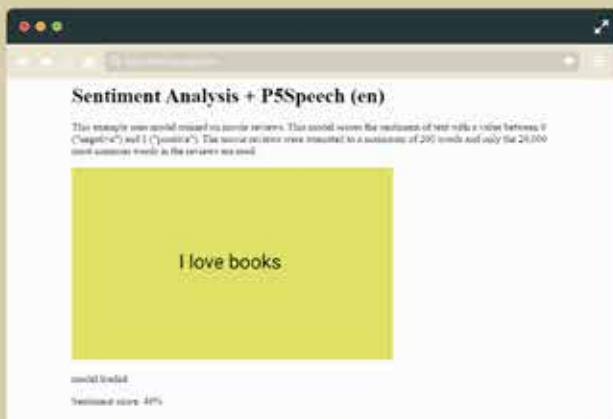 Sentiment Analysis + P5Speech (en)
This example uses model trained on movie reviews. This model scores the sentiment of text with a value between 0
("negative") and 1 ("positive"). The movie reviews were truncated to a maximum of 200 words and only the 20,000
most common words in the reviews are used.
I love books
model loaded
Sentiment score: